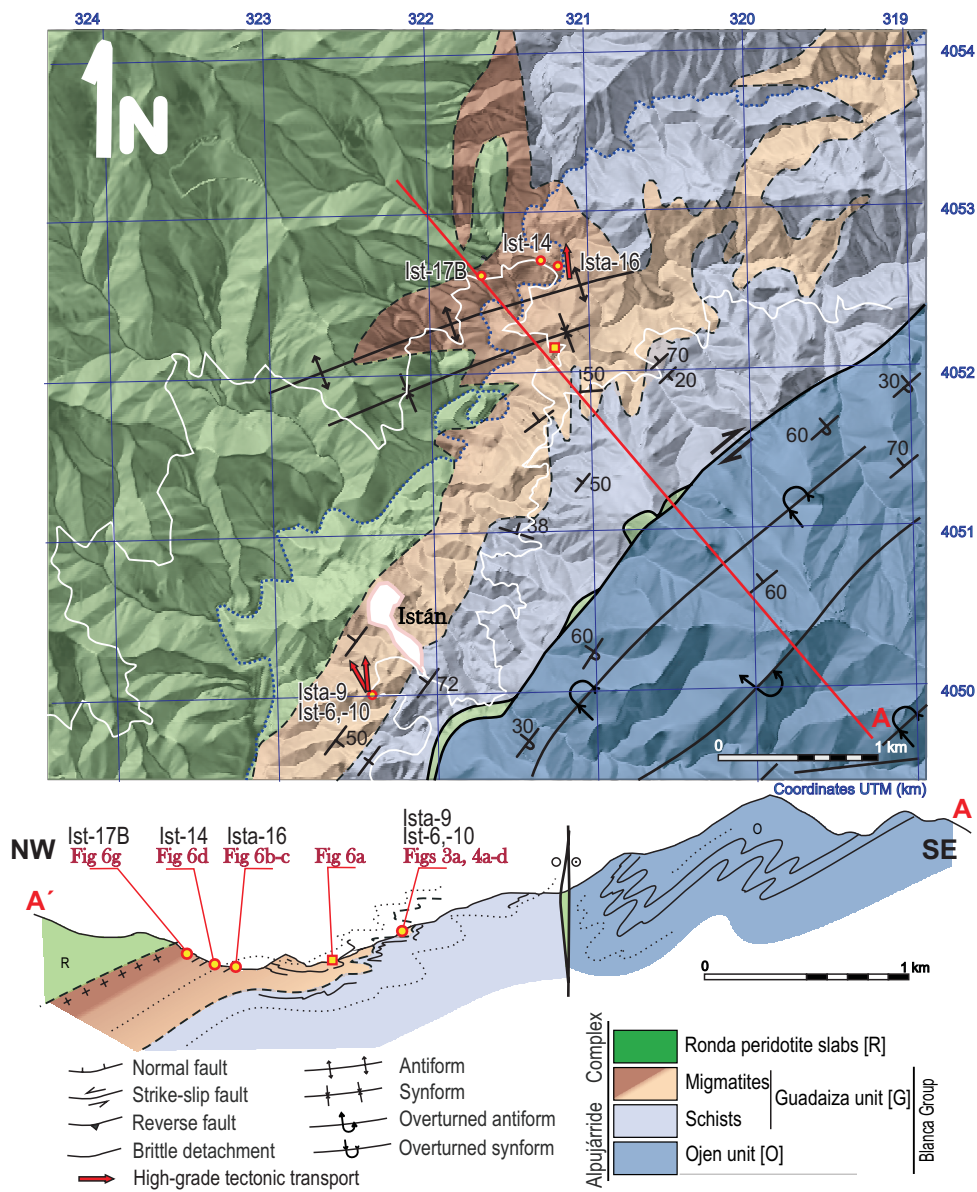 324 323 322 321 320 319
4054
1N
4053
Ist-14
Ist-17B
Ista-16
70
4052
50
20
30
60
70
50
38
4051
60
Istán
60
72
4050
Ista-9
Ist-6,-10
A
50
30
0 1 km
Coordinates UTM (km)
Ist-17B Ist-14 Ista-16 Ista-9
Ist-6,-10
NW Fig 6g Fig 6d Fig 6b-c Fig 6a Figs 3a, 4a-d
A
O
SE
A´
R
0 1 km
Normal fault
Strike-slip fault
Reverse fault
Brittle detachment
High-grade tectonic transport
Antiform
Synform
Overturned antiform
Overturned synform
Alpujárride Complex
Ronda peridotite slabs [R]
Migmatites
Guadaiza unit [G]
Schists
Ojen unit [O]
Blanca Group